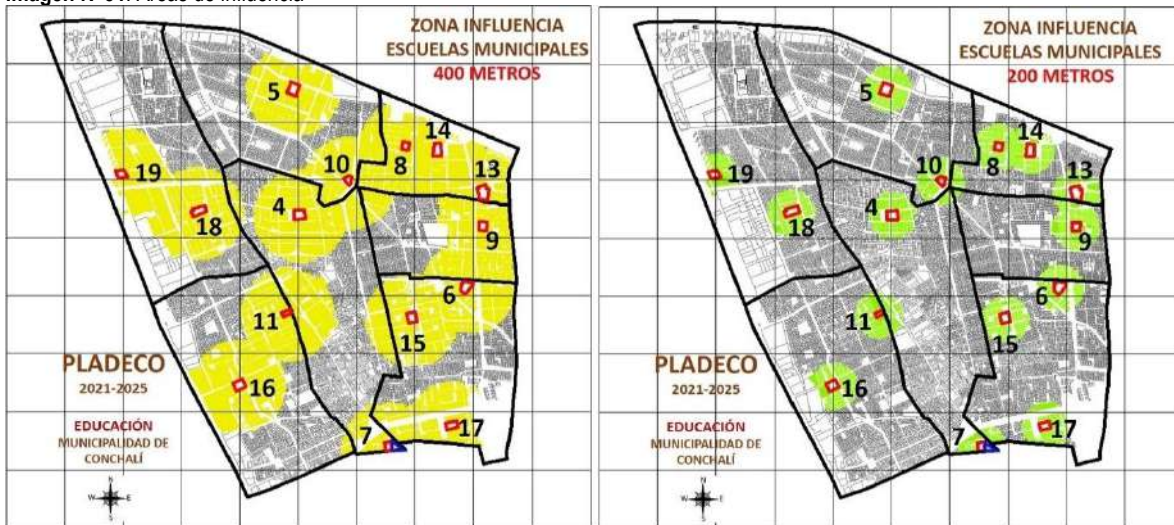 ZONA INFLUENCIA
ESCUELAS MUNICIPALES
400 METROS
5
14
8
10
13
19
4
18
9
6
11
15
PLADECO
2021-2025
16
EDUCACIÓN
MUNICIPALIDAD DE
CONCHALÍ
7
17
N
W E
S
ZONA INFLUENCIA
ESCUELAS MUNICIPALES
200 METROS
5
14
8
10
13
19
4
18
9
6
11
15
PLADECO
2021-2025
16
EDUCACIÓN
MUNICIPALIDAD DE
CONCHALÍ
7
17
N
W E
S